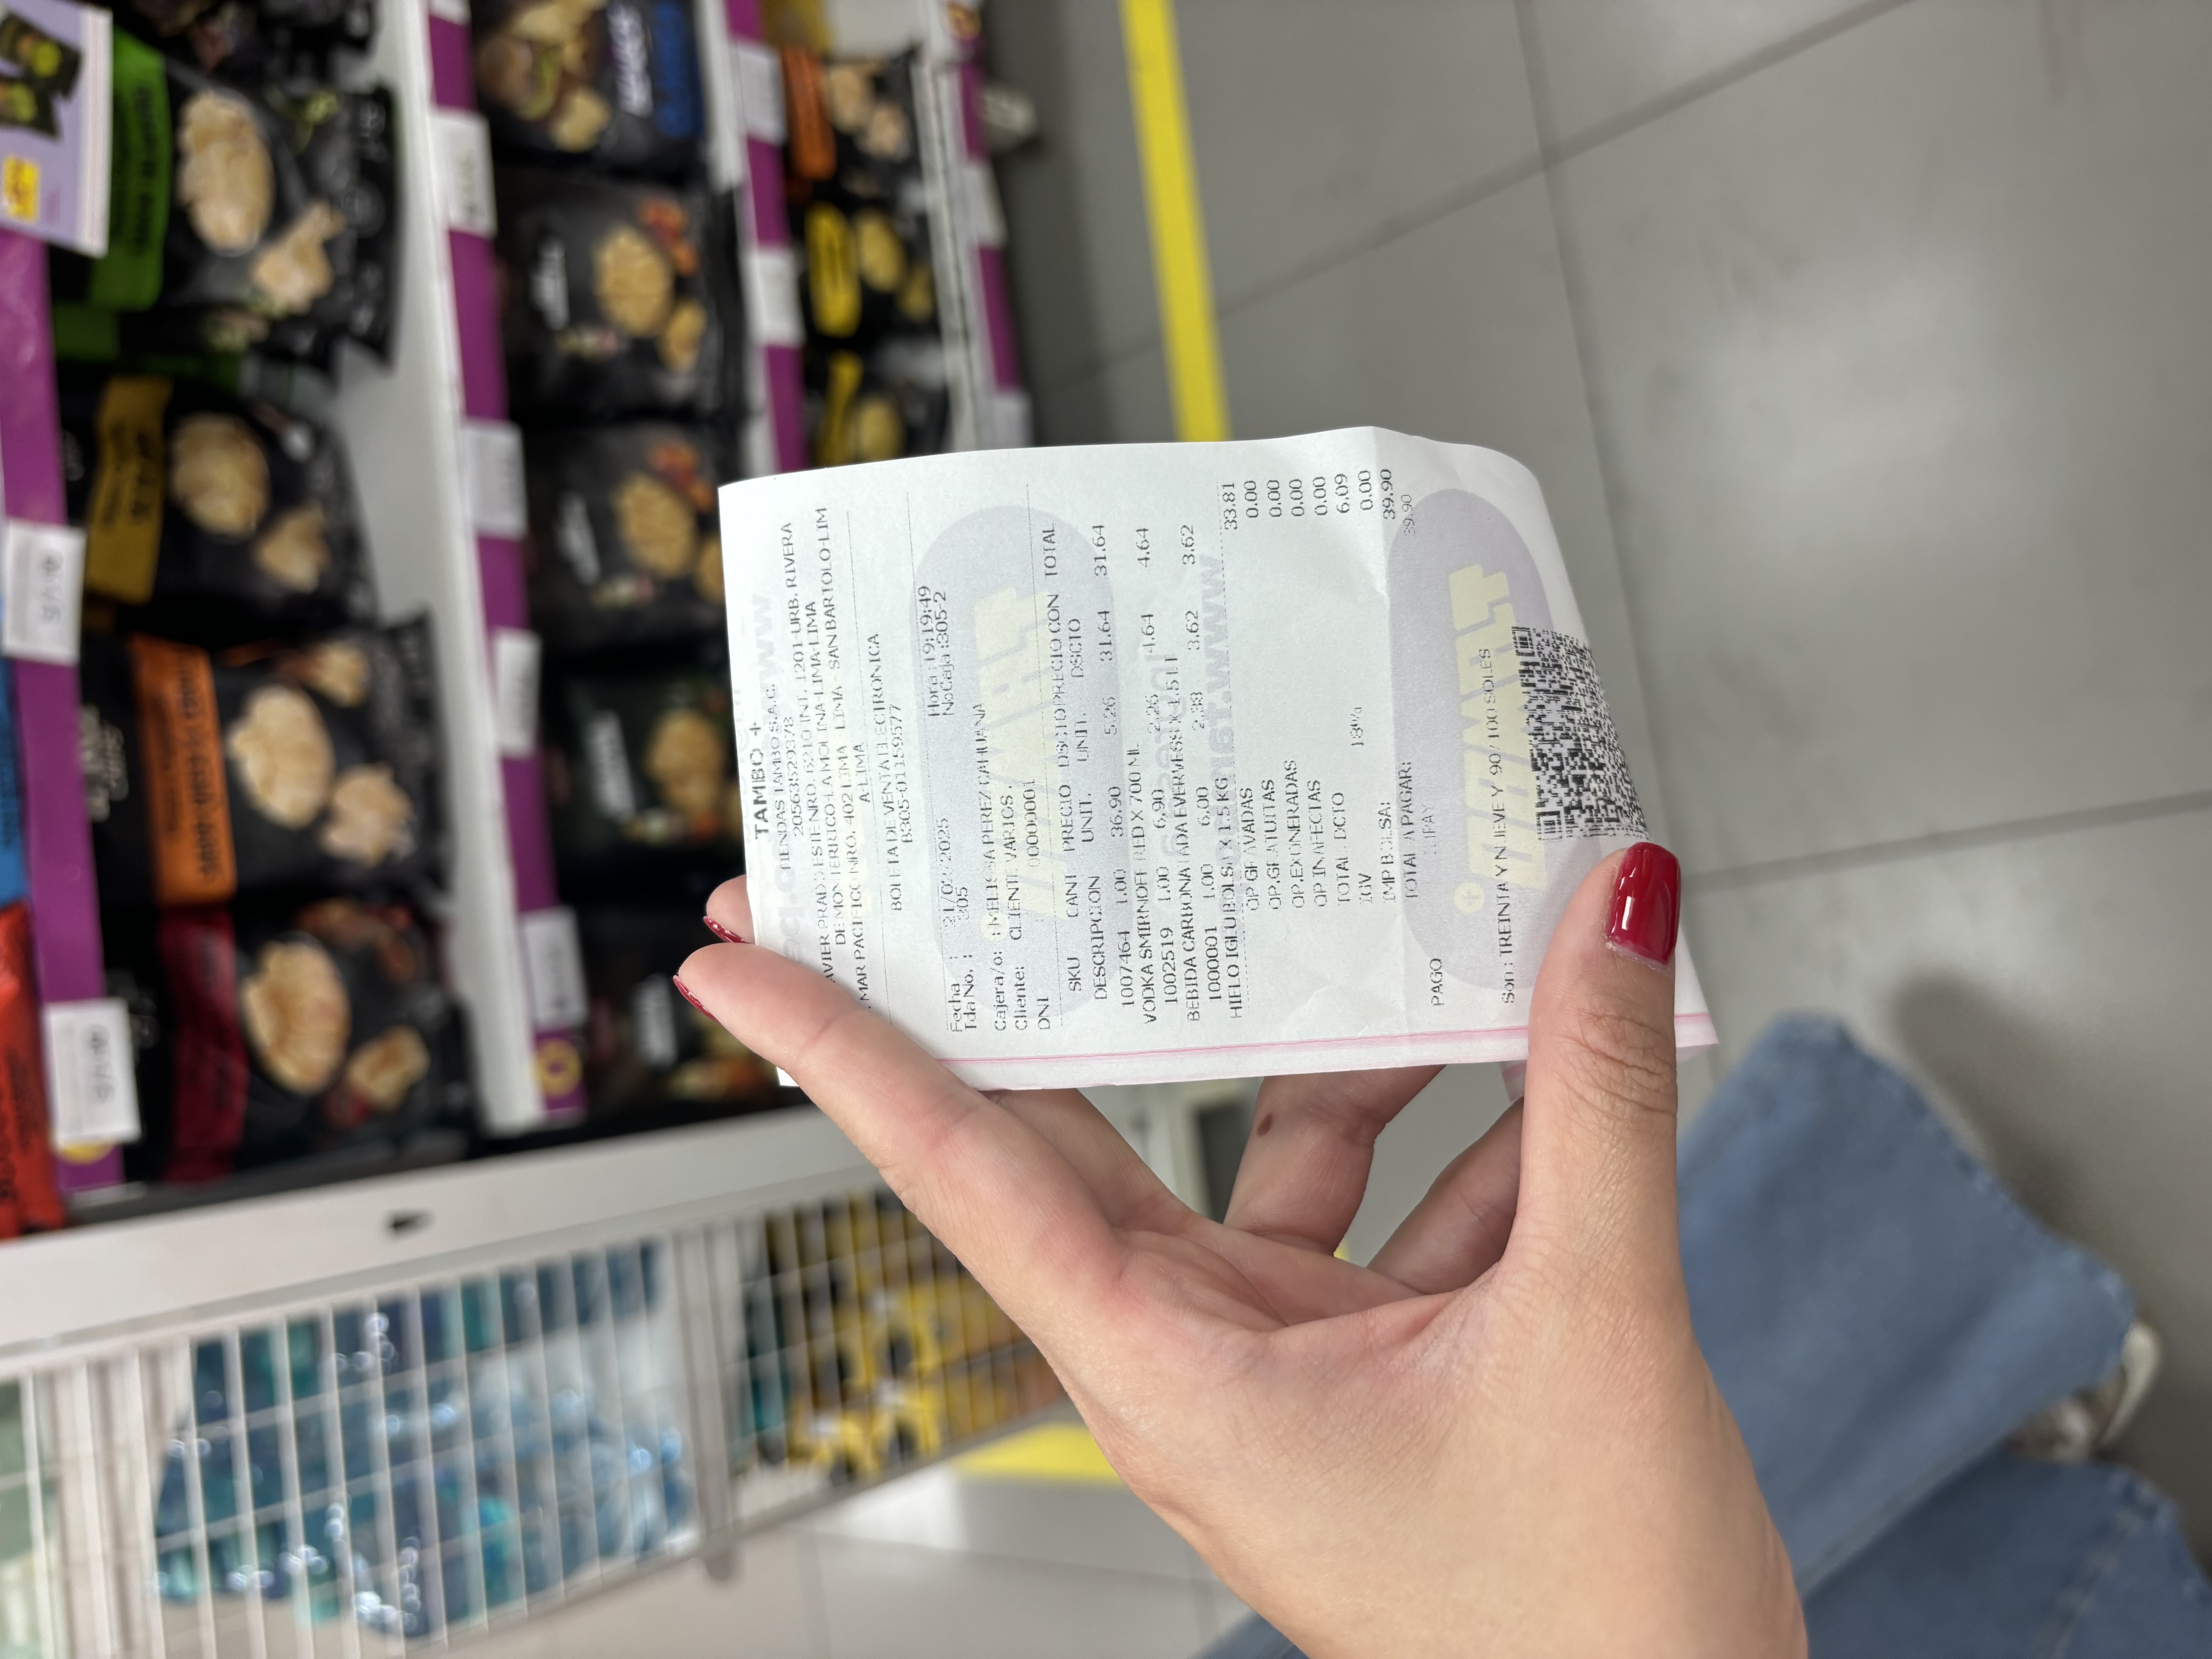 TAMBO +
TIENDAS TAMBO S.A.C.
20563529378
AVIER PRADO ESTE NRO. 6210 INT. 1201-URB. RIVERA
DE MONTERRICO-LA MOLINA-LIMA-LIMA
MAR PACIFICO NRO. 402 LIMA LIMA - SAN BARTOLO-LIM
A-LIMA
BOLETA DE VENTA ELECTRONICA
B305-01159577
Fecha : 21/02/2025 Hora :19:19:49
Tda No. : 305 NoCaja :305-2
Cajera/o: : MELISSA PEREZ CAHUANA
Cliente: CLIENTE VARIOS .
DNI 00000001
SKU CANT PRECIO DSCTO PRECIO CON TOTAL
DESCRIPCION UNIT. UNIT. DSCTO
1007464 1.00 36.90 5.26 31.64 31.64
VODKA SMIRNOFF RED X 700 ML
1002519 1.00 6.90 2.26 4.64 4.64
BEBIDA CARBONATADA EVERVESS X 1.5 LT
1000001 1.00 6.00 2.38 3.62 3.62
HIELO IGLU BOLSA X 1.5 KG
OP GRAVADAS 33.81
OP.GRATUITAS 0.00
OP.EXONERADAS 0.00
OP INAFECTAS 0.00
TOTAL DCTO 0.00
IGV 18% 6.09
IMP BOLSA: 0.00
TOTAL A PAGAR: 39.90
PAGO 39.90
Son : TREINTA Y NUEVE Y 90/100 SOLES